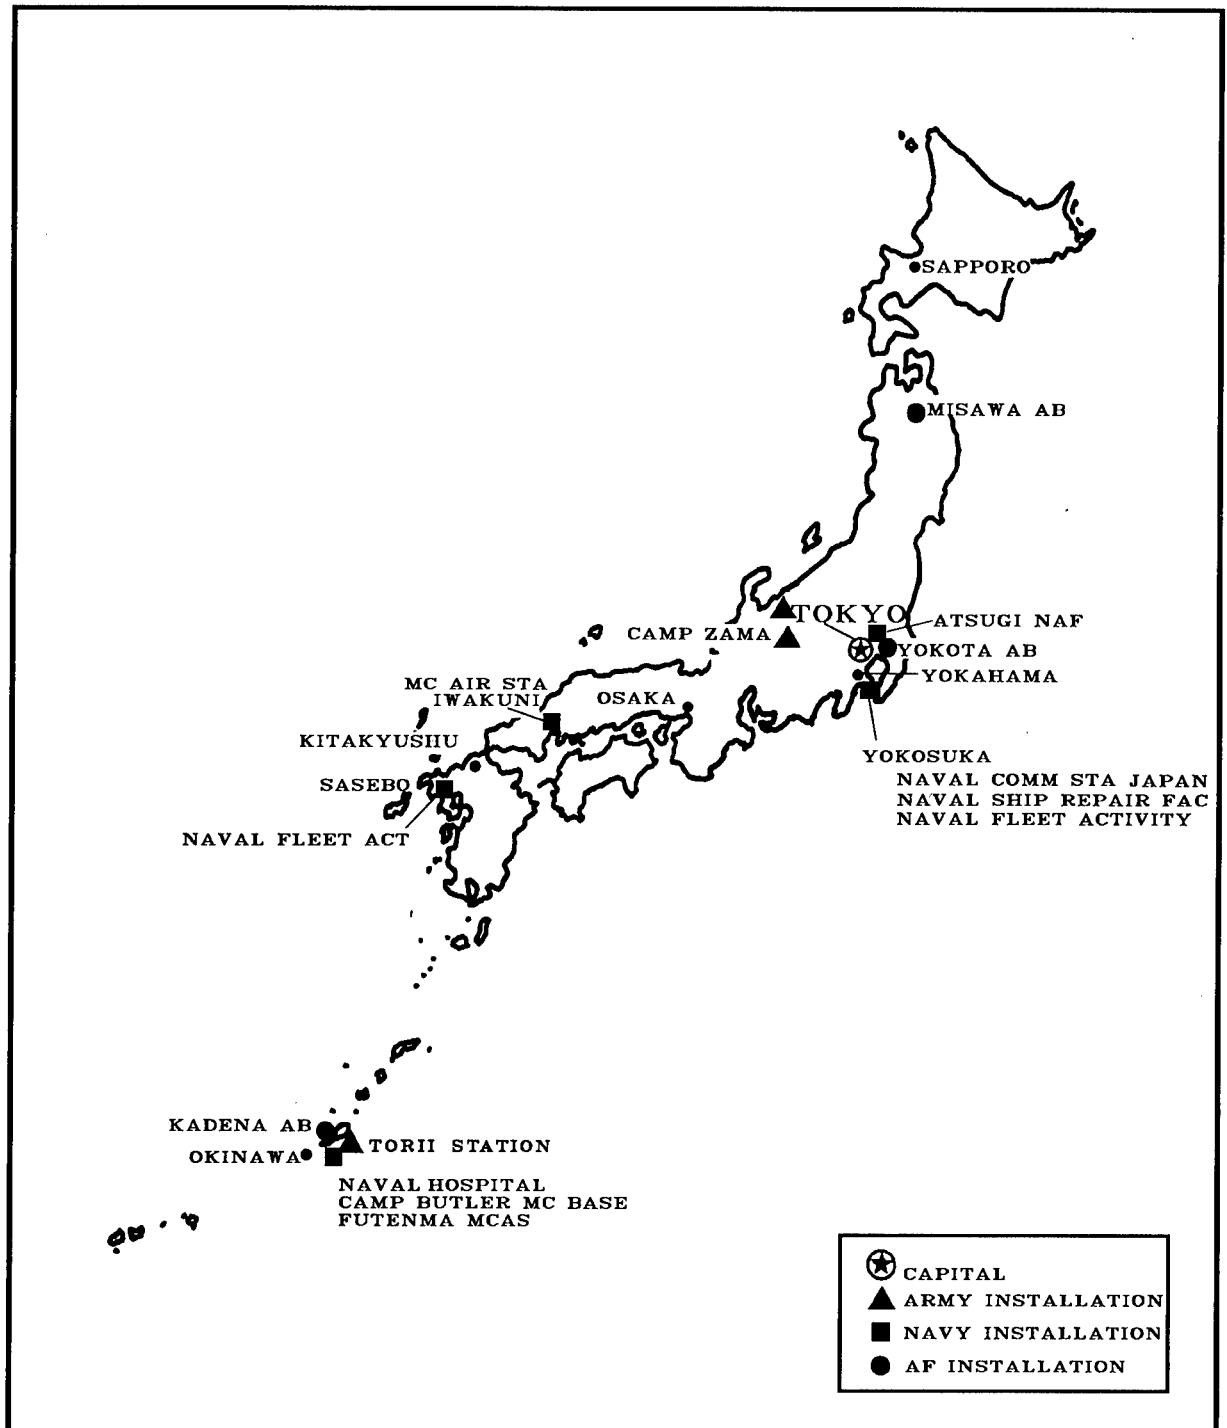 SAPPORO
MISAWA AB
TOKYO
ATSUGI NAF
CAMP ZAMA
YOKOTA AB
YOKAHAMA
MC AIR STA
IWAKUNI
OSAKA
KITAKYUSHU
YOKOSUKA
NAVAL COMM STA JAPAN
NAVAL SHIP REPAIR FAC
NAVAL FLEET ACTIVITY
SASEBO
NAVAL FLEET ACT
KADENA AB
TORII STATION
OKINAWA
NAVAL HOSPITAL
CAMP BUTLER MC BASE
FUTENMA MCAS
CAPITAL
ARMY INSTALLATION
NAVY INSTALLATION
AF INSTALLATION